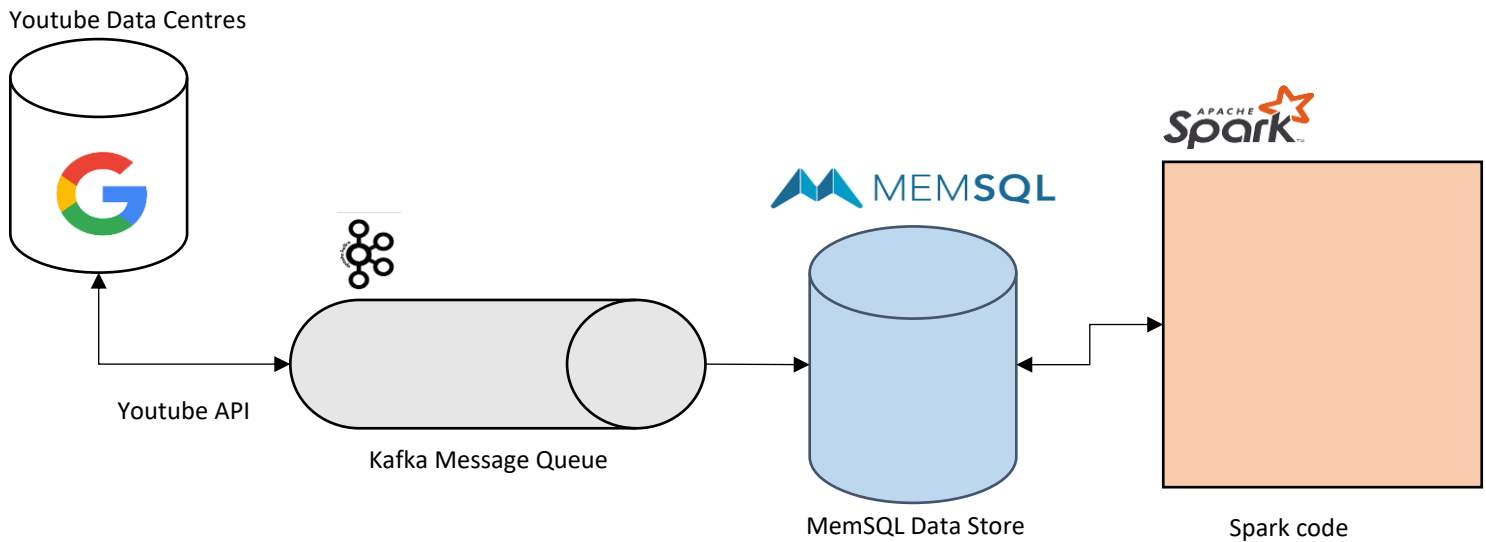 Youtube Data Centres
APACHE
Spark
MEMSQL
Youtube API
Kafka Message Queue
MemSQL Data Store
Spark code